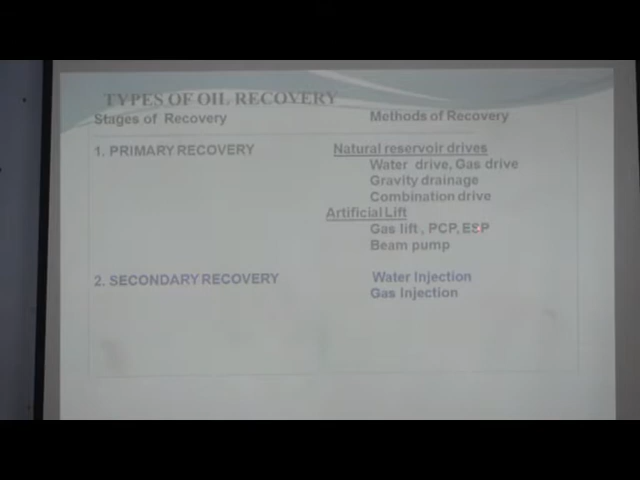 TYPES OF OIL RECOVERY
Stages of Recovery Methods of Recovery
1. PRIMARY RECOVERY Natural reservoir drives
Water drive, Gas drive
Gravity drainage
Combination drive
Artificial Lift
Gas lift , PCP, ESP
Beam pump
2. SECONDARY RECOVERY Water Injection
Gas Injection